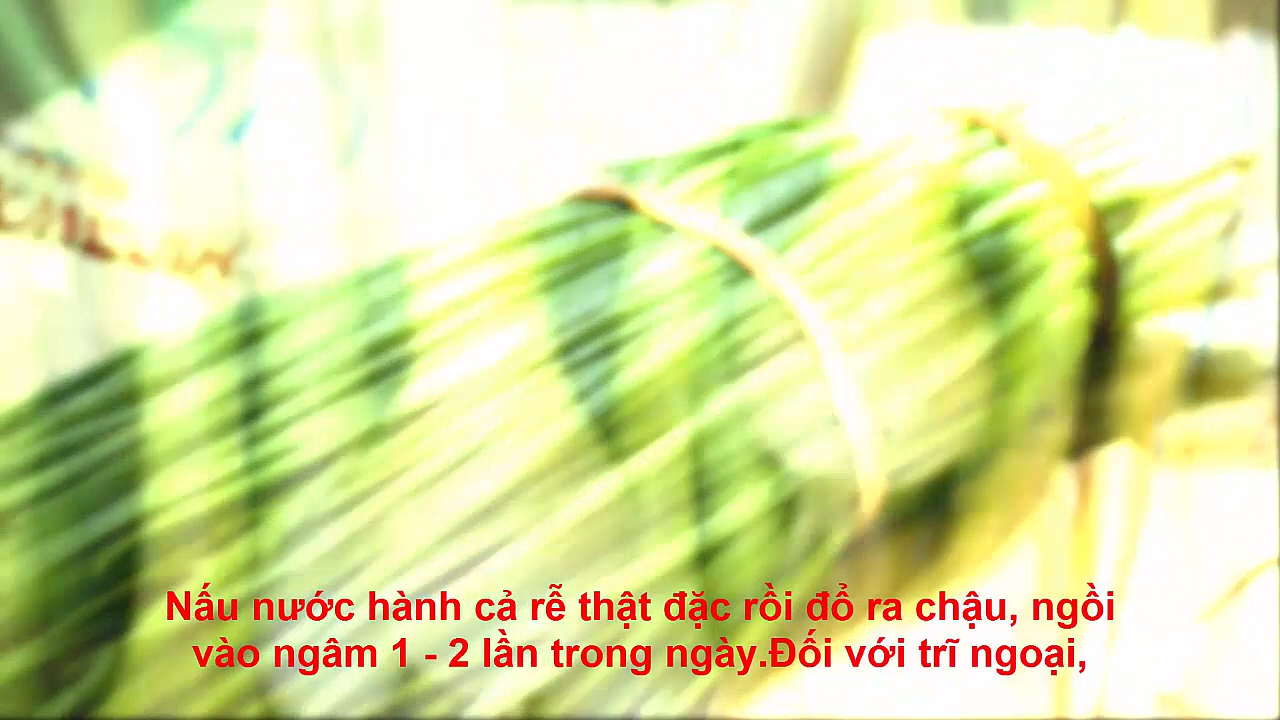 Nấu nước hành cả rễ thật đặc rồi đổ ra chậu, ngồi
vào ngâm 1 - 2 lần trong ngày.Đối với trĩ ngoại,